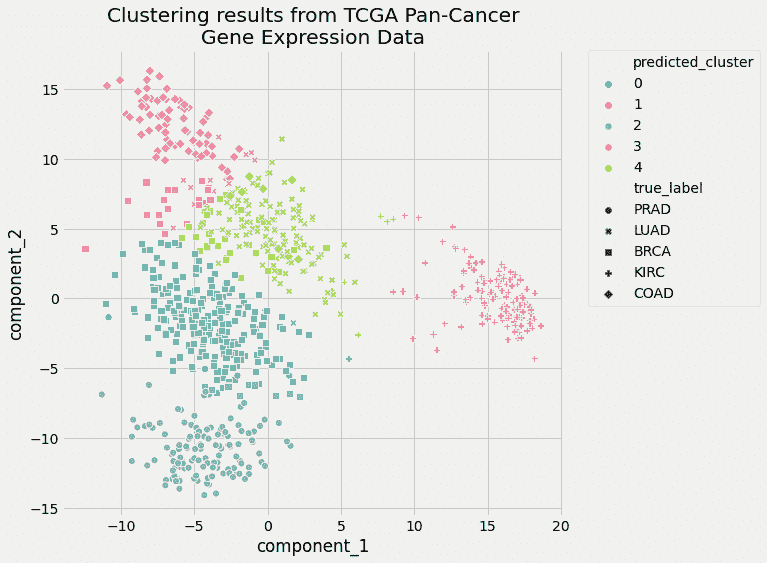 Clustering results from TCGA Pan-Cancer
Gene Expression Data
predicted_cluster
0
1
2
3
4
true_label
PRAD
LUAD
BRCA
KIRC
COAD
component_2
15
10
5
0
−5
−10
−15
−10
−5
0
5
10
15
20
component_1